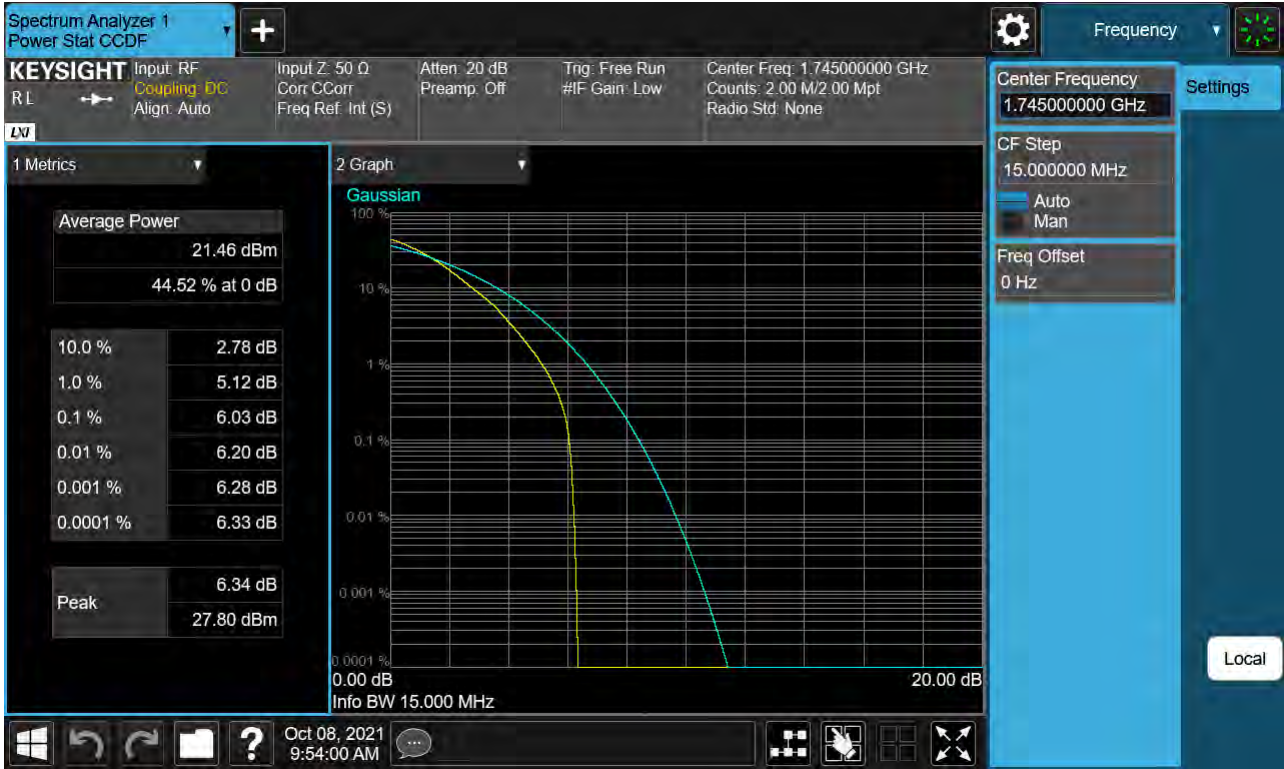 Spectrum Analyzer 1
Power Stat CCDF
Frequency
KEYSIGHT
R L
LXI
Input: RF
Coupling: DC
Align: Auto
Input Z: 50 Ω
Corr CCorr
Freq Ref: Int (S)
Atten: 20 dB
Preamp: Off
Trig: Free Run
#IF Gain: Low
Center Freq: 1.745000000 GHz
Counts: 2.00 M/2.00 Mpt
Radio Std: None
Center Frequency
1.745000000 GHz
Settings
CF Step
15.000000 MHz
Auto
Man
Freq Offset
0 Hz
1 Metrics
Average Power
21.46 dBm
44.52 % at 0 dB
10.0 % 2.78 dB
1.0 % 5.12 dB
0.1 % 6.03 dB
0.01 % 6.20 dB
0.001 % 6.28 dB
0.0001 % 6.33 dB
Peak
6.34 dB
27.80 dBm
2 Graph
Gaussian
100 %
10 %
1 %
0.1 %
0.01 %
0.001 %
0.0001 %
0.00 dB 20.00 dB
Info BW 15.000 MHz
Local
?
Oct 08, 2021
9:54:00 AM